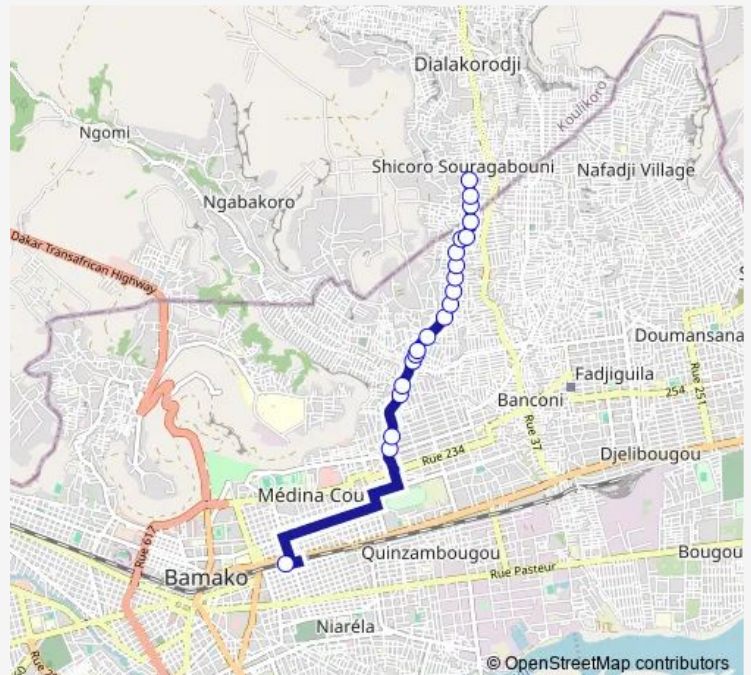 Dialakorodji
Koulikoro
Ngomi
Shicoro Souragabouni
Nafadji Village
Ngabakoro
Dakar Transafrican Highway
S
Doumansana
Fadjiguila
Rue 251
254
Banconi
Rue 37
Rue 234
Djelibougou
Médina Cou
Rue 617
Quinzambougou
Bougou
Bamako
Rue Pasteur
Niaréla
© OpenStreetMap contributors